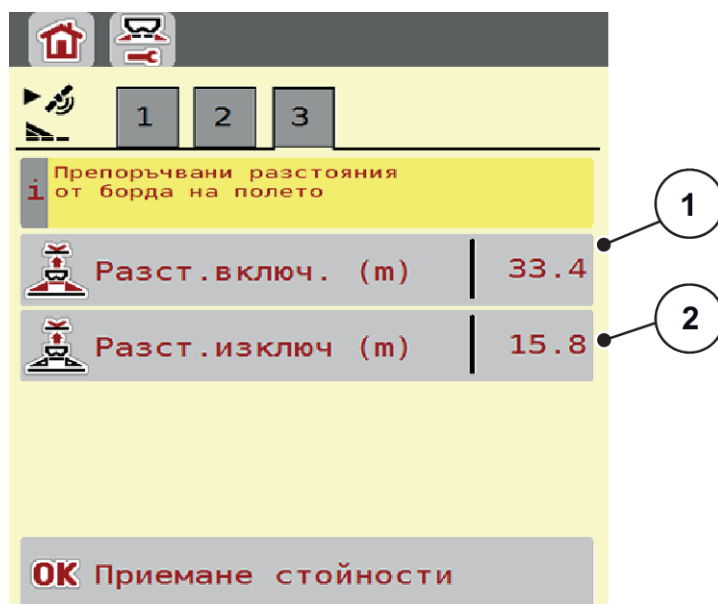 1 2 3
i Препоръчвани разстояния
от борда на полето
Разст.включ. (m) 33.4
1
Разст.изключ (m) 15.8
2
OK Приемане стойности